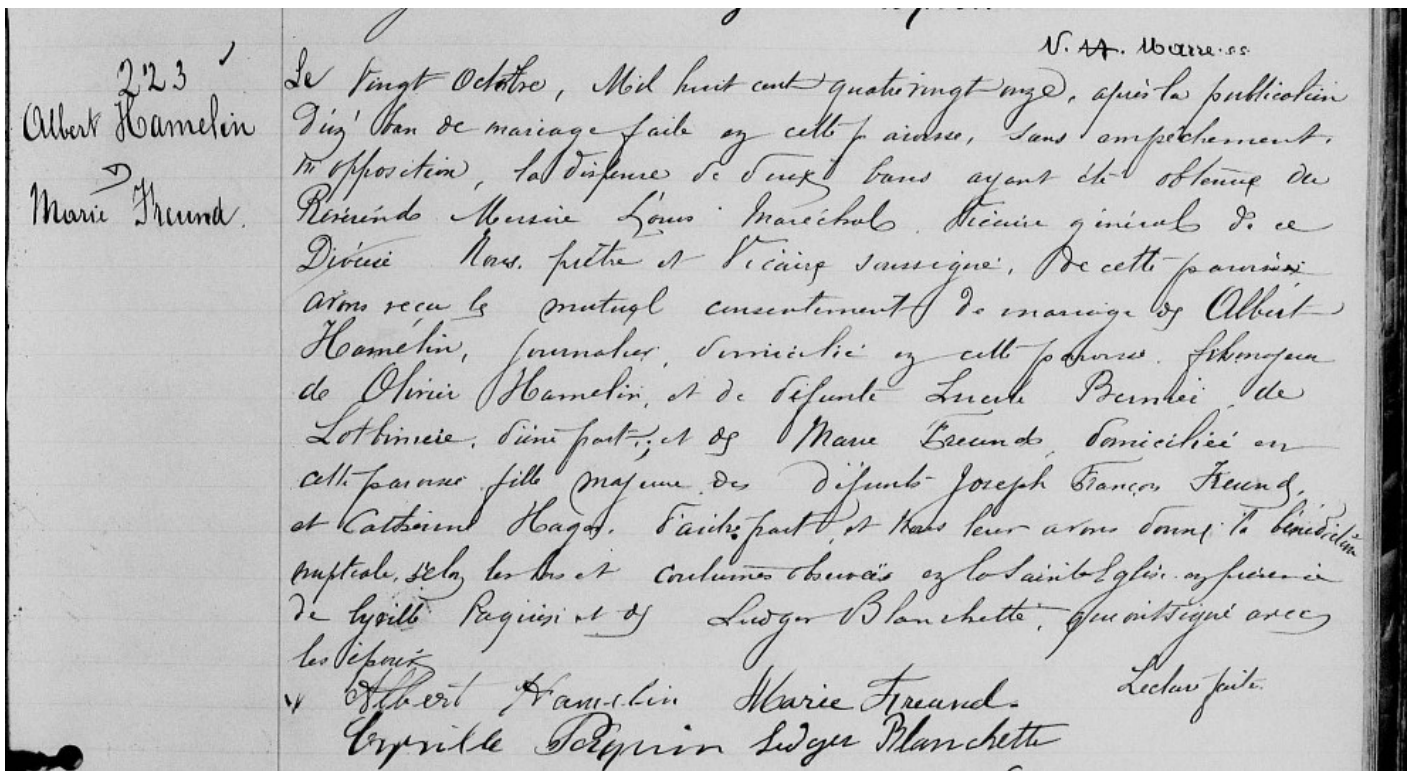 223
Albert Hamelin
&
Marie Freund.
Le Vingt Octobre, Mil huit cent quatrevingt onze, après la publication
d'un ban de mariage faite en cette paroisse, sans empêchement
ni opposition, la dispense de deux bans ayant été obtenue du
Révérend Messire Louis Maréchal Vicaire général de ce
Diocèse Nous, prêtre et Vicaire soussigné, de cette paroisse
avons reçu le mutuel consentement de mariage de Albert
Hamelin, journalier, domicilié en cette paroisse fils majeur
de Olivier Hamelin, et de défunte Lucile Bernier, de
Lotbinière, d'une part; et de Marie Freund, domiciliée en
cette paroisse fille majeure des défunts Joseph François Freund,
et Catherine Hagar, d'autre part, et Nous leur avons donné la bénédiction
nuptiale, selon les lois et coutumes observées en la Sainte Eglise en présence
de Cyrille Paquin et de Ludger Blanchette, qui ont signé avec
les époux
Lecture faite.
Albert Hamelin Marie Freund.
Cyrille Paquin Ludger Blanchette